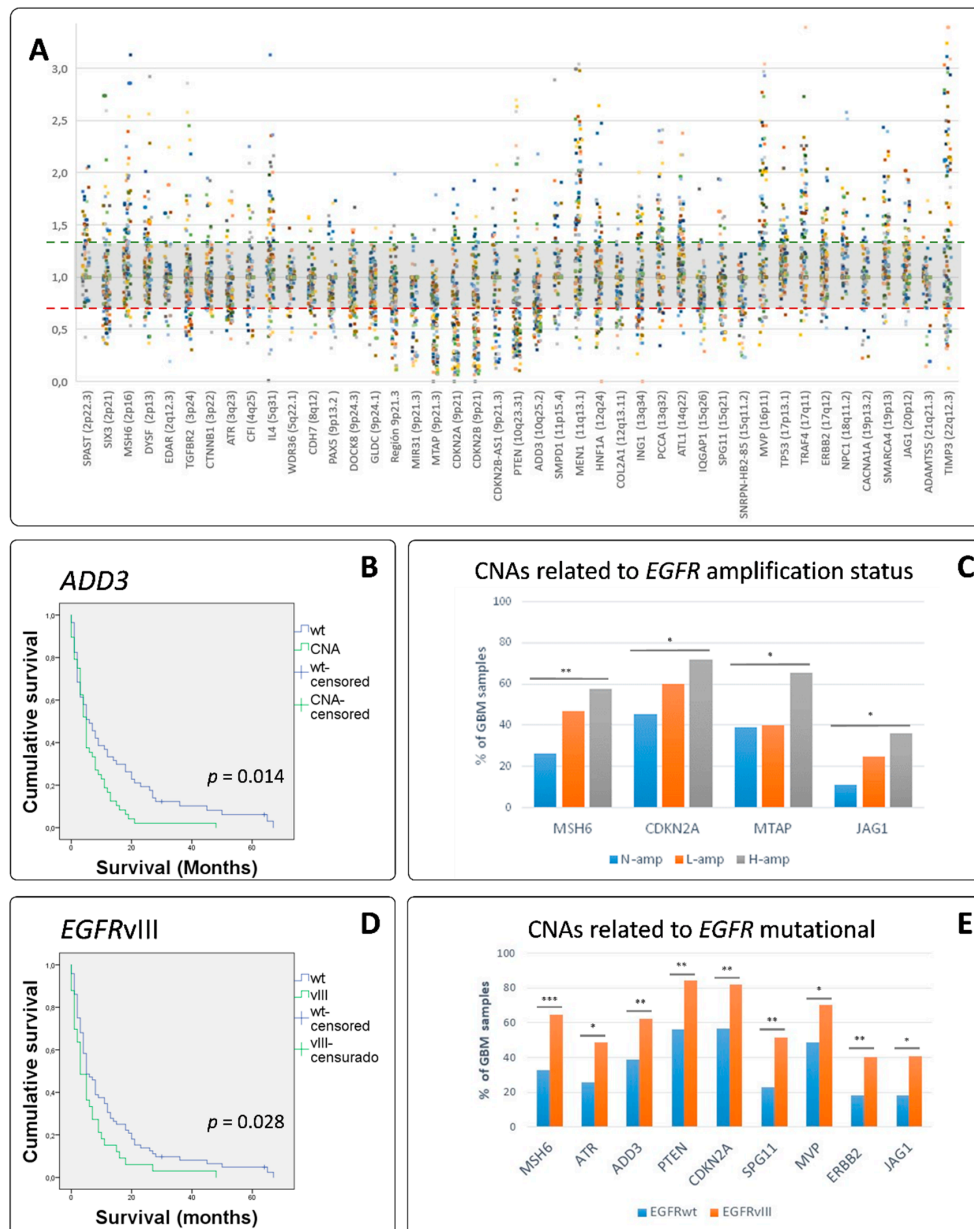 A
3,0
2,5
2,0
1,5
1,0
0,5
0,0
SPAST (2p22.3)
SIX3 (2p21)
MSH6 (2p16)
DYSF (2p13)
EDAR (2q12.3)
TGFBR2 (3p24)
CTNNB1 (3p22)
ATR (3q23)
CFI (4q25)
IL4 (5q31)
WDR36 (5q22.1)
CDH7 (8q12)
PAX5 (9p13.2 )
DOCK8 (9p24.3)
GLDC (9p24.1)
Región 9p21.3
MIR31 (9p21.3)
MTAP (9p21.3)
CDKN2A (9p21)
CDKN2B (9p21)
CDKN2B-AS1 (9p21.3)
PTEN (10q23.31)
ADD3 (10q25.2)
SMPD1 (11p15.4)
MEN1 (11q13.1)
HNF1A (12q24)
COL2A1 (12q13.11)
ING1 (13q34)
PCCA (13q32)
ATL1 (14q22)
IQGAP1 (15q26)
SPG11 (15q21)
SNRPN-HB2-85 (15q11.2)
MVP (16p11)
TP53 (17p13.1)
TRAF4 (17q11)
ERBB2 (17q12)
NPC1 (18q11.2)
CACNA1A (19p13.2)
SMARCA4 (19p13)
JAG1 (20p12)
ADAMTS5 (21q21.3)
TIMP3 (22q12.3)
ADD3
B
Cumulative survival
1,0
0,8
0,6
0,4
0,2
0,0
0
20
40
60
Survival (Months)
wt
CNA
wt-
censored
CNA-
censored
p = 0.014
CNAs related to EGFR amplification status
C
% of GBM samples
100
80
60
40
20
0
**
*
*
*
MSH6
CDKN2A
MTAP
JAG1
N-amp
L-amp
H-amp
EGFRvIII
D
Cumulative survival
1,0
0,8
0,6
0,4
0,2
0,0
0
20
40
60
Survival (months)
wt
vIII
wt-
censored
vIII-
censurado
p = 0.028
CNAs related to EGFR mutational
E
% of GBM samples
100
80
60
40
20
0
***
*
**
**
**
**
*
**
*
MSH6
ATR
ADD3
PTEN
CDKN2A
SPG11
MVP
ERBB2
JAG1
EGFRwt
EGFRvIII